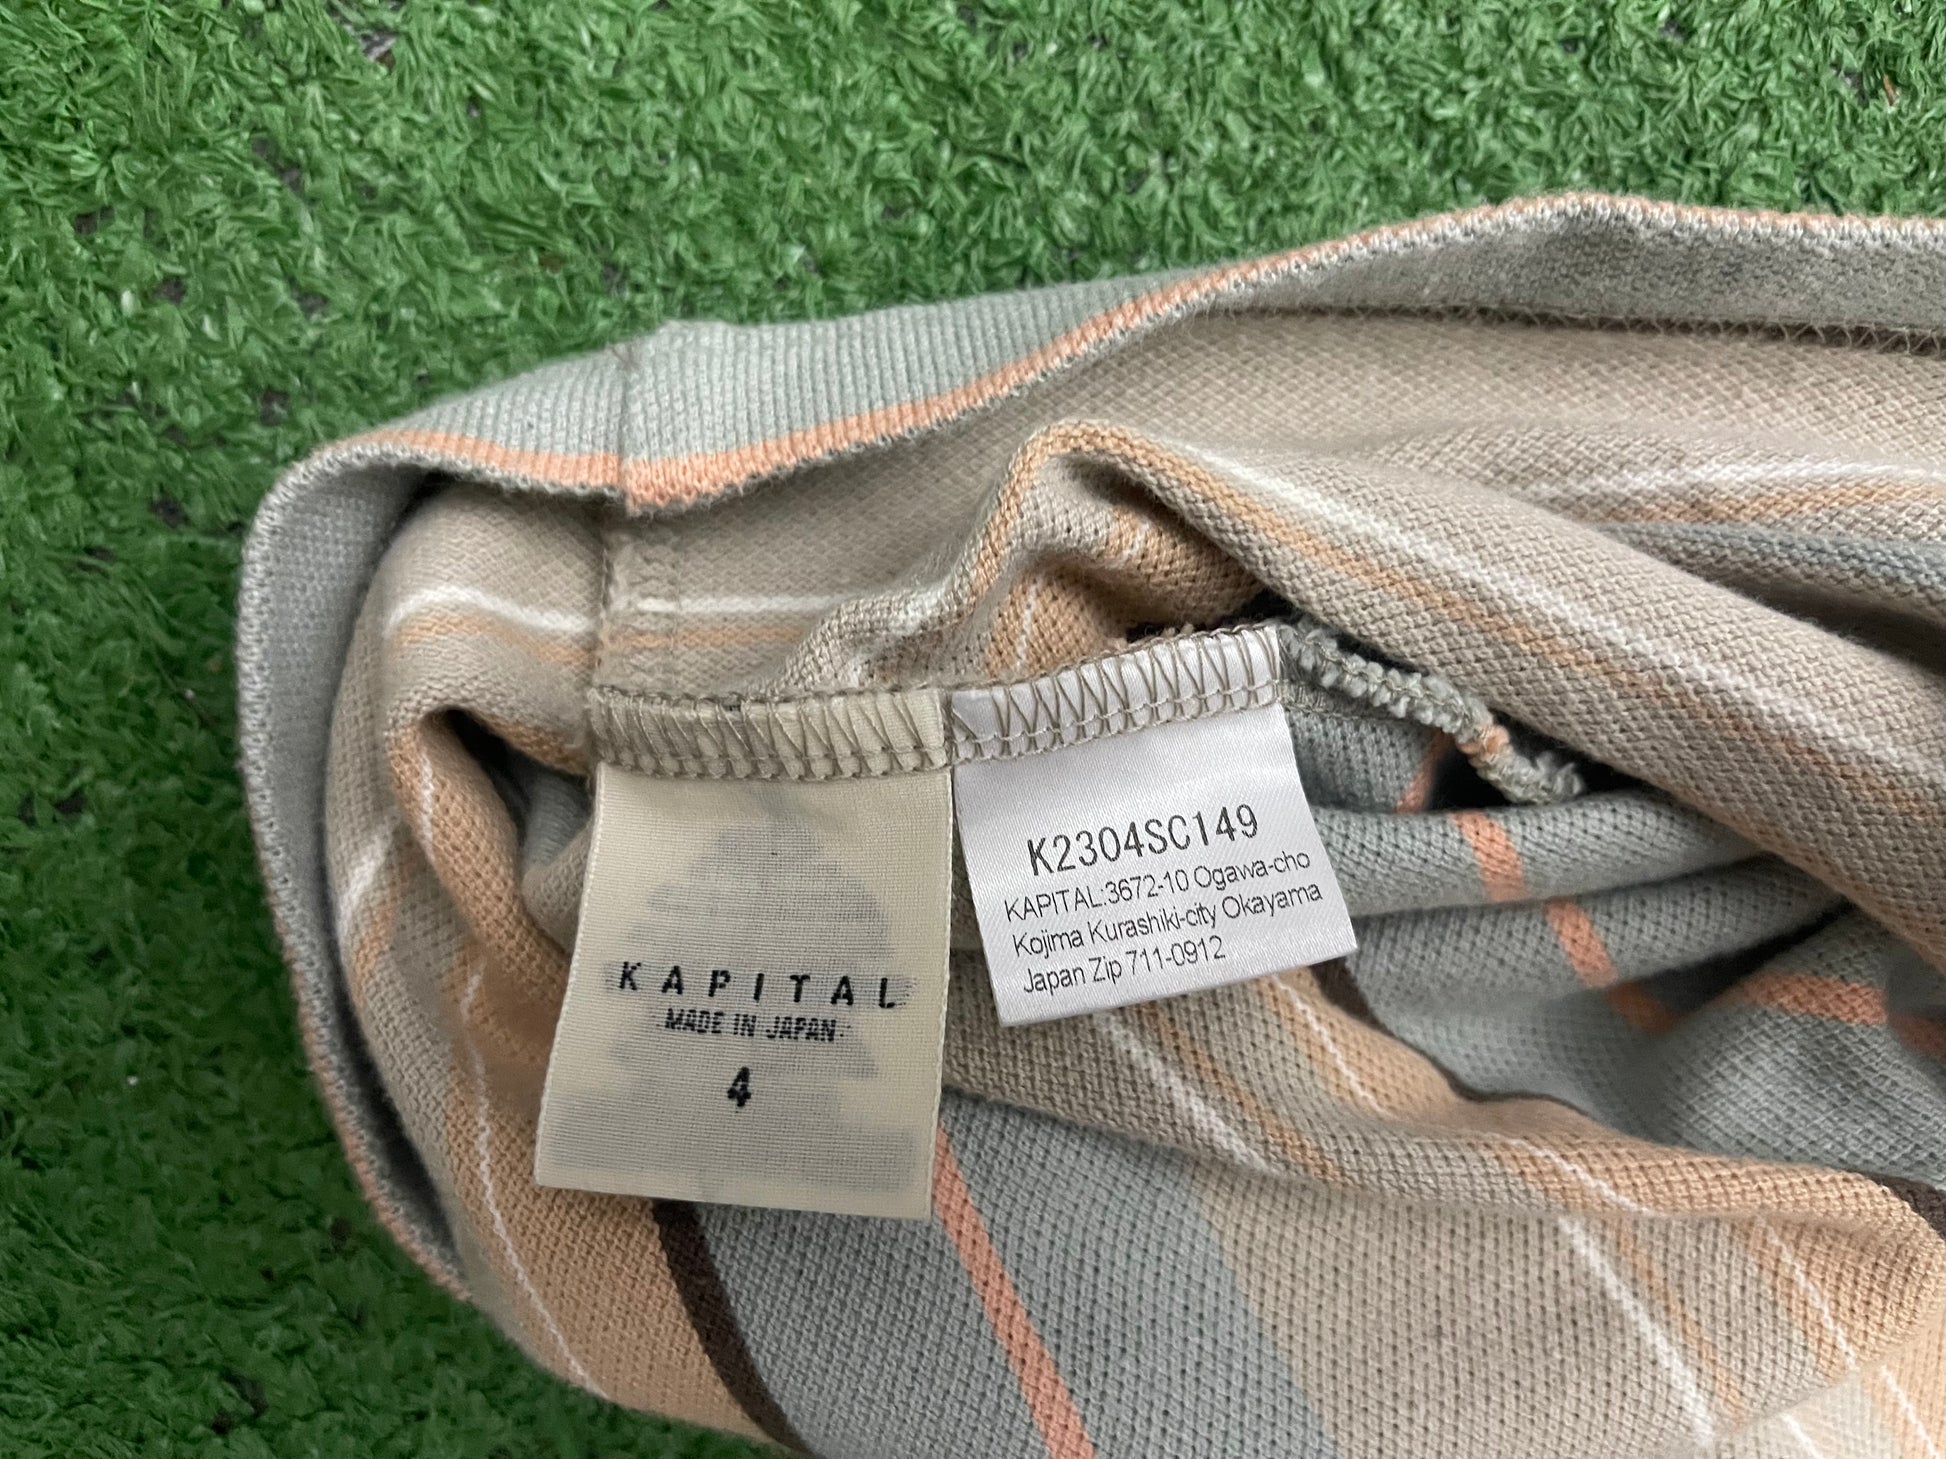 KAPITAL
MADE IN JAPAN
4
K2304SC149
KAPITAL:3672-10 Ogawa-cho
Kojima Kurashiki-city Okayama
Japan Zip 711-0912